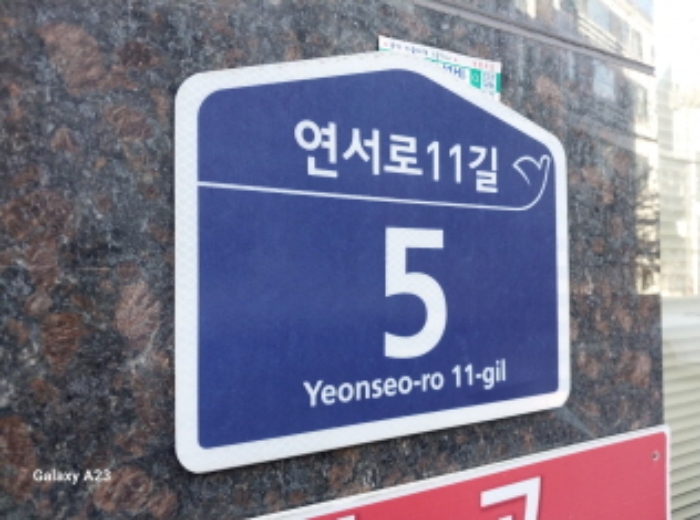 연서로11길
5
Yeonseo-ro 11-gil
Galaxy A23